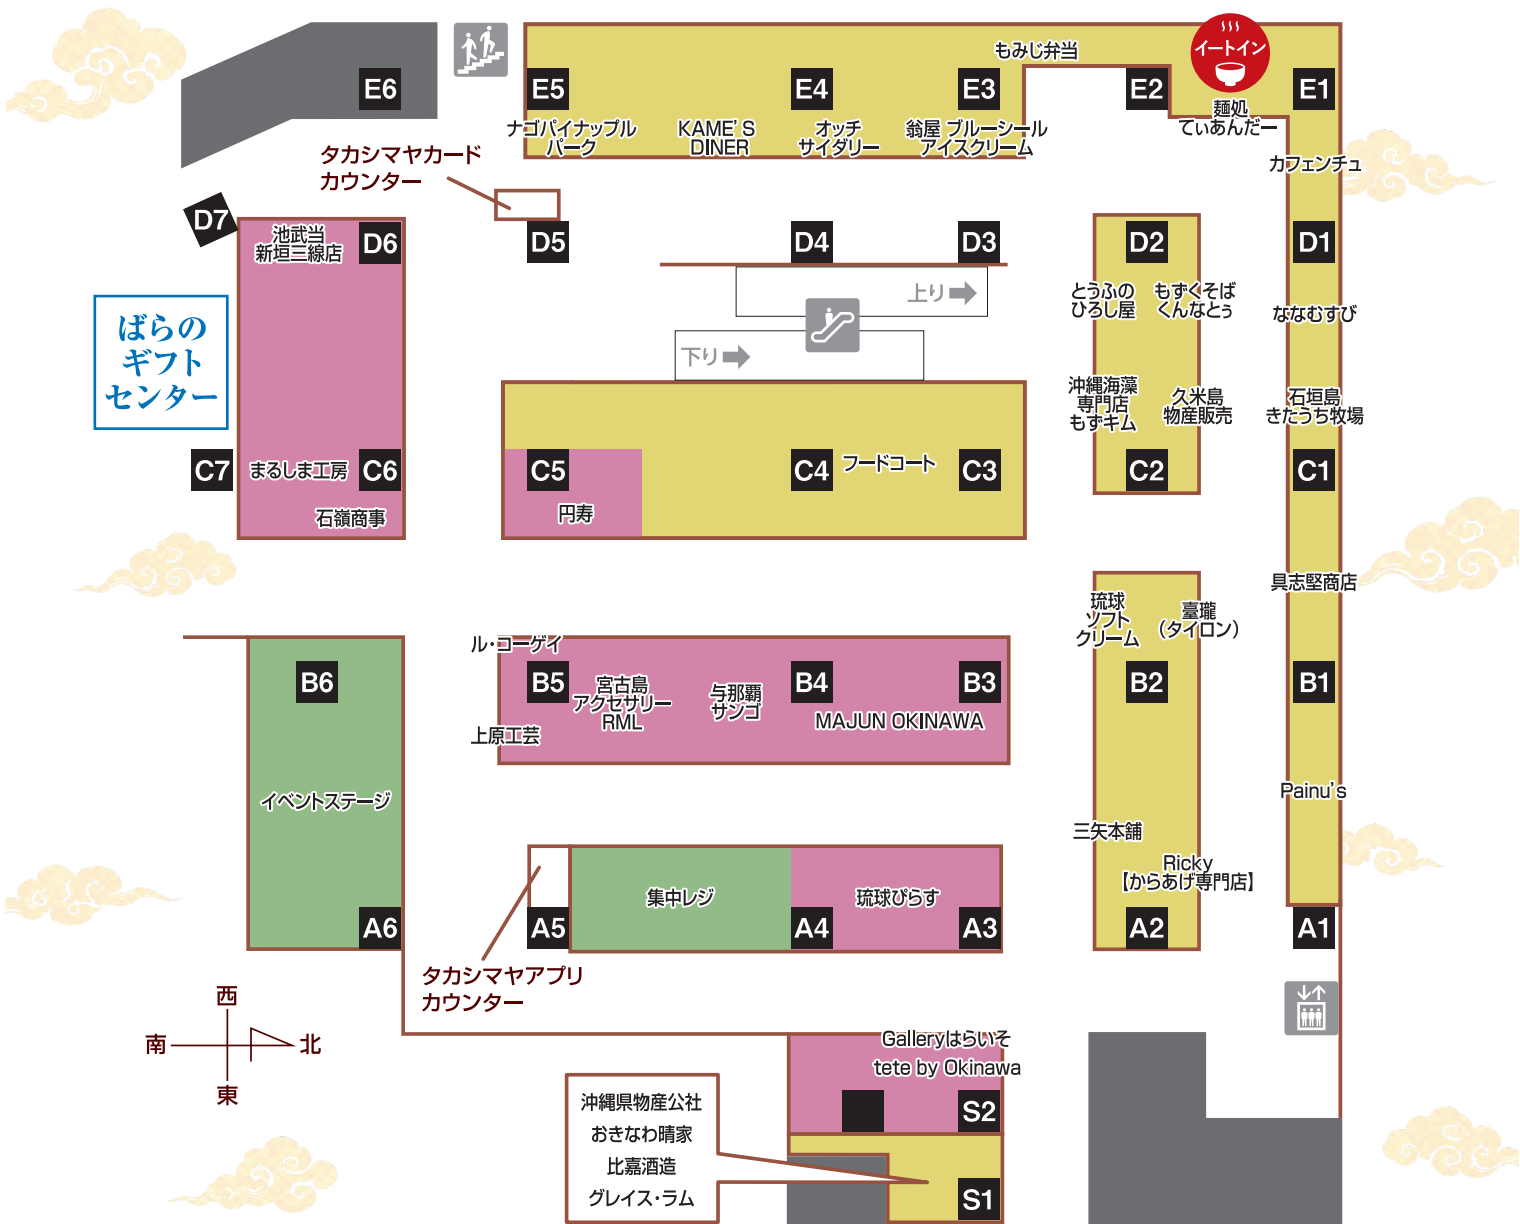 もみじ弁当
イートイン
E6
E5
E4
E3
E2
E1
ナゴパイナップル
パーク
KAME'S
DINER
オッチ
サイダリー
翁屋 ブルーシール
アイスクリーム
麺処
てぃあんだー
カフェンチュ
タカシマヤカード
カウンター
D7
池武当
新垣三線店
D6
D5
D4
D3
D2
D1
上り
下り
とうふの
ひろし屋
もずくそば
くんなとぅ
ななむすび
ばらの
ギフト
センター
沖縄海藻
専門店
もずキム
久米島
物産販売
石垣島
きたうち牧場
C7
まるしま工房
C6
石嶺商事
C5
円寿
C4
フードコート
C3
C2
C1
具志堅商店
琉球
ソフト
クリーム
臺瓏
(タイロン)
ル・コーゲイ
B6
B5
宮古島
アクセサリー
RML
与那覇
サンゴ
B4
B3
MAJUN OKINAWA
上原工芸
B2
B1
イベントステージ
Painu's
三矢本舗
Ricky
【からあげ専門店】
集中レジ
琉球ぴらす
A6
A5
A4
A3
A2
A1
タカシマヤアプリ
カウンター
西
南
北
東
Galleryはらいそ
tete by Okinawa
S2
沖縄県物産公社
おきなわ晴家
比嘉酒造
グレイス・ラム
S1